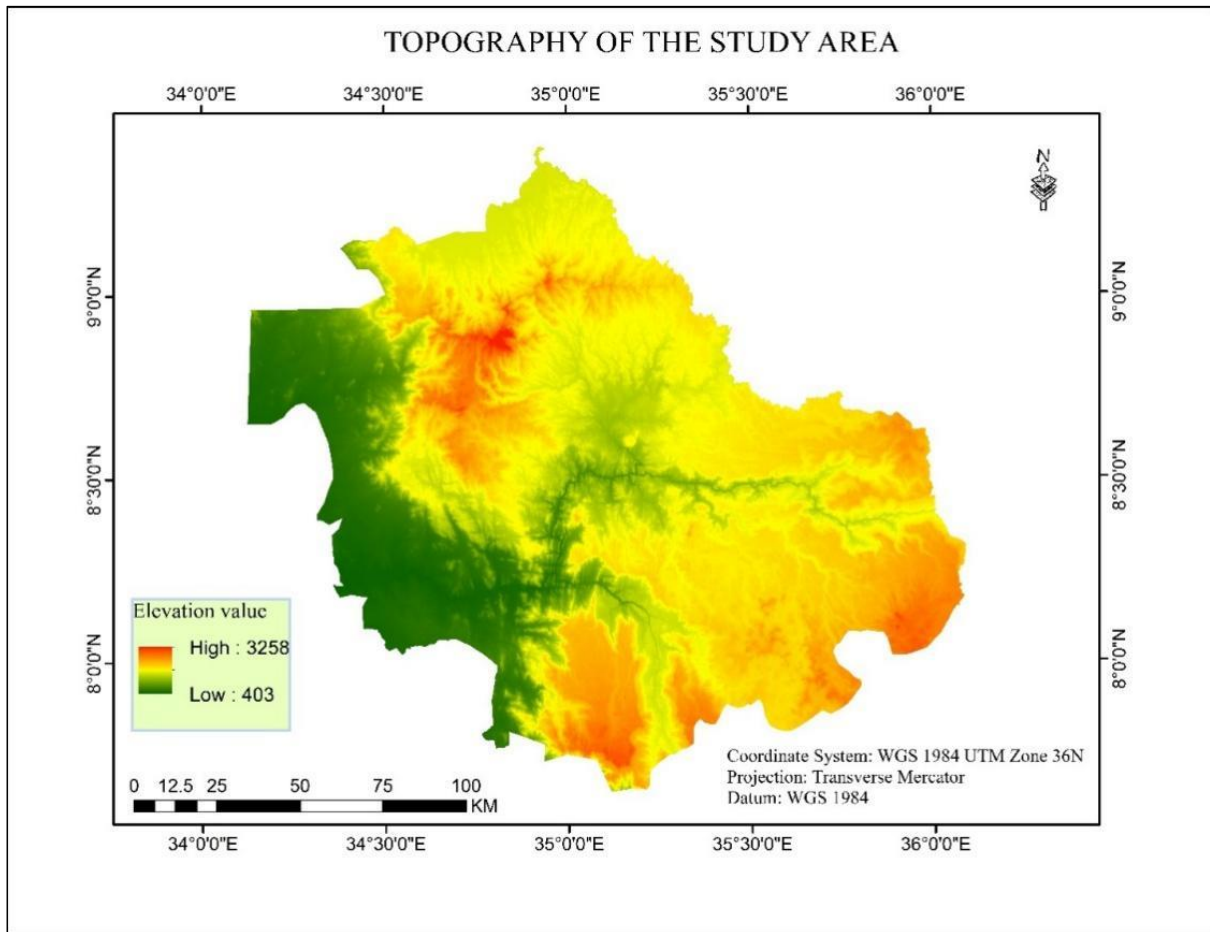 TOPOGRAPHY OF THE STUDY AREA
34°0'0"E 34°30'0"E 35°0'0"E 35°30'0"E 36°0'0"E
N
9°0'0"N 9°0'0"N
8°30'0"N 8°30'0"N
8°0'0"N 8°0'0"N
Elevation value
High : 3258
Low : 403
Coordinate System: WGS 1984 UTM Zone 36N
Projection: Transverse Mercator
Datum: WGS 1984
0 12.5 25 50 75 100
KM
34°0'0"E 34°30'0"E 35°0'0"E 35°30'0"E 36°0'0"E